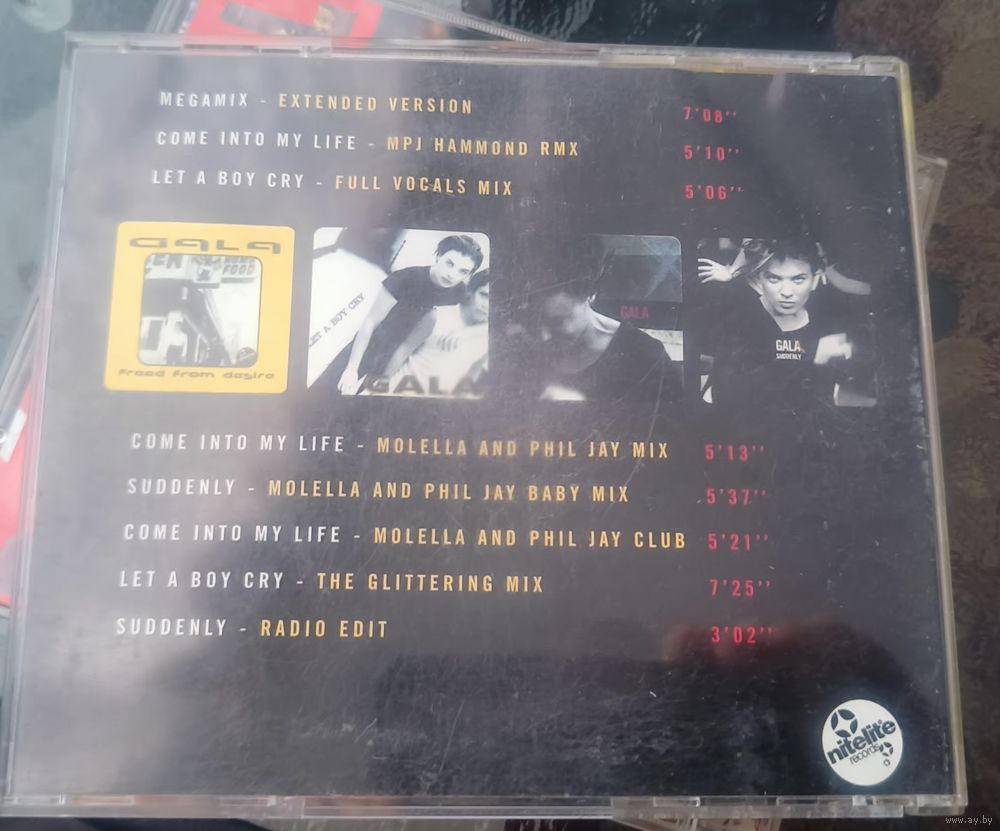 MEGAMIX - EXTENDED VERSION 7'08''
COME INTO MY LIFE - MPJ HAMMOND RMX 5'10''
LET A BOY CRY - FULL VOCALS MIX 5'06''
GALA
FOOD
freed from desire
LET A BOY CRY
GALA
GALA
GALA
SUDDENLY
COME INTO MY LIFE - MOLELLA AND PHIL JAY MIX 5'13''
SUDDENLY - MOLELLA AND PHIL JAY BABY MIX 5'37''
COME INTO MY LIFE - MOLELLA AND PHIL JAY CLUB 5'21''
LET A BOY CRY - THE GLITTERING MIX 7'25''
SUDDENLY - RADIO EDIT 3'02''
nitelite
records
www.ay.by